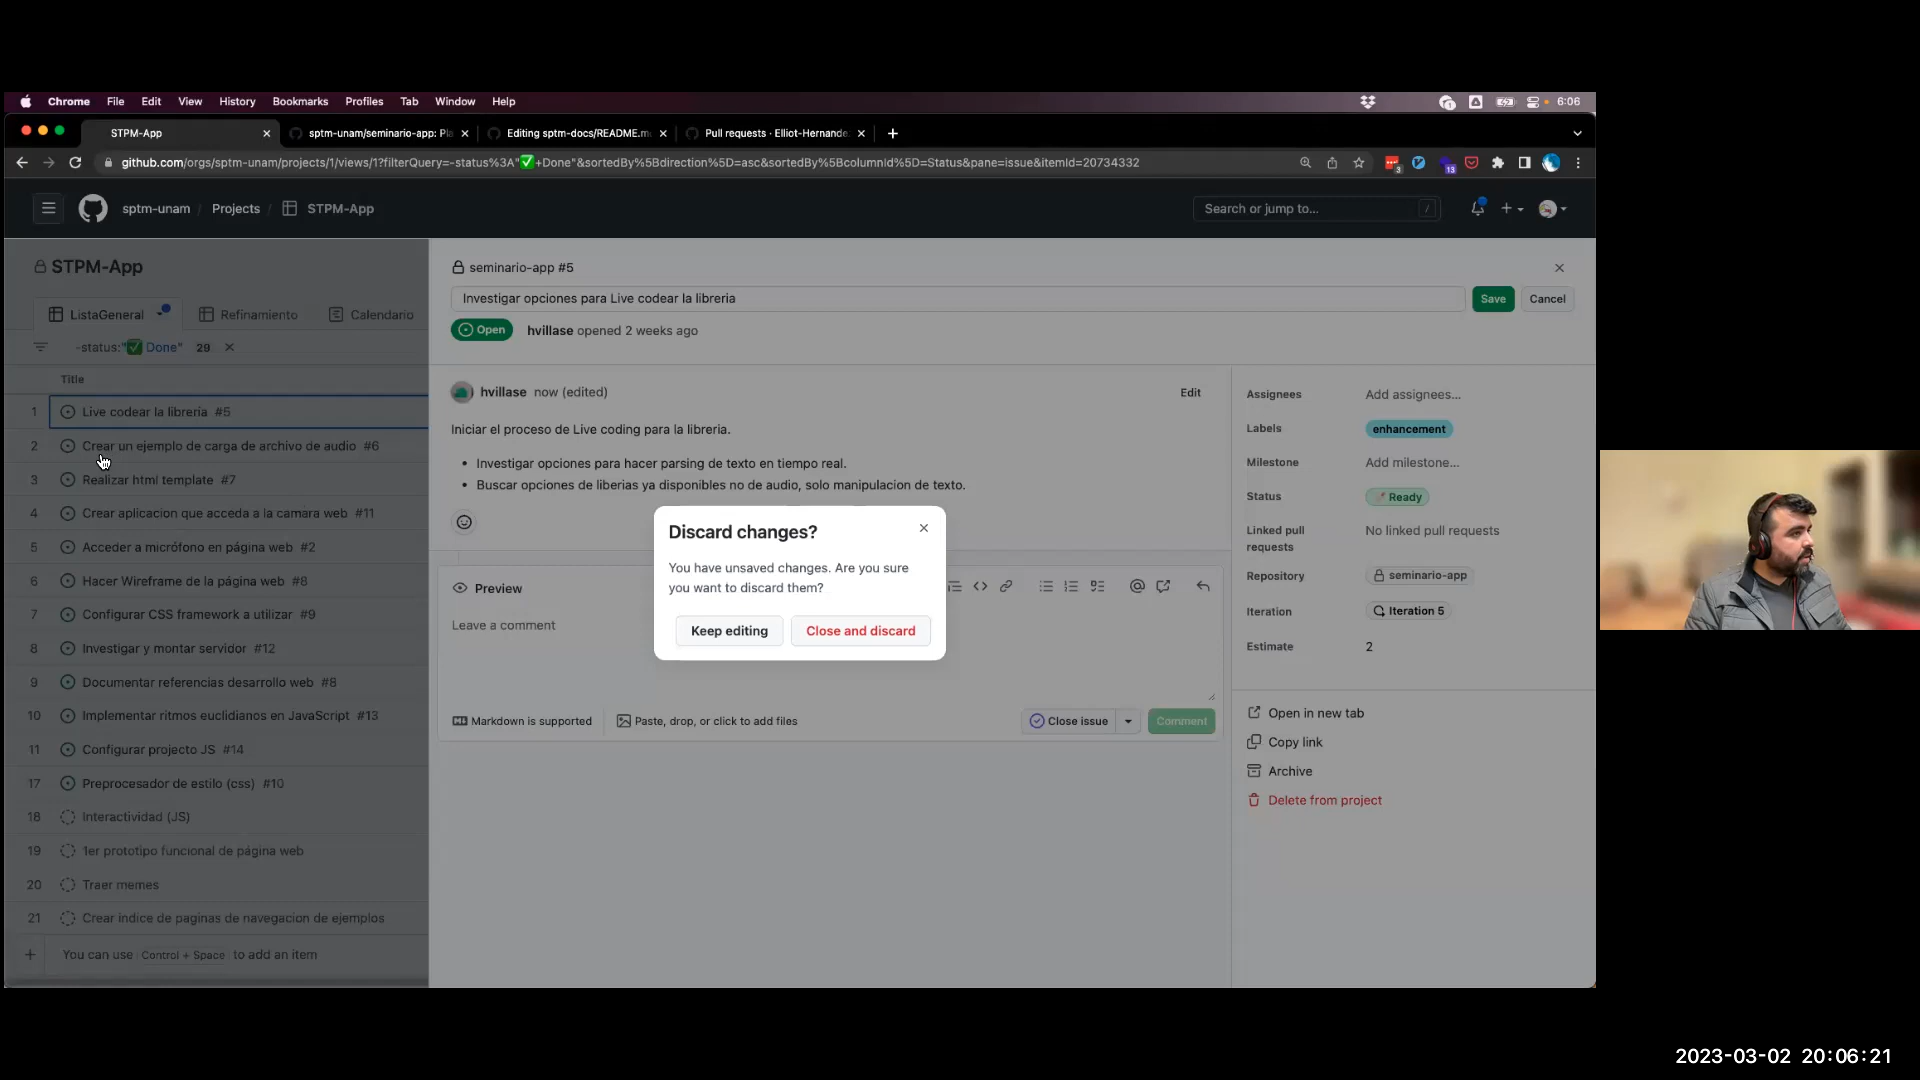 Chrome File Edit View History Bookmarks Profiles Tab Window Help 6:06
STPM-App sptm-unam/seminario-app: Pla Editing sptm-docs/README.m Pull requests · Elliot-Hernande
github.com/orgs/sptm-unam/projects/1/views/1?filterQuery=-status%3A"✅+Done"&sortedBy%5Bdirection%5D=asc&sortedBy%5BcolumnId%5D=Status&pane=issue&itemId=20734332
3 13
sptm-unam / Projects / STPM-App Search or jump to... /
STPM-App
ListaGeneral Refinamiento Calendario
-status:"✅ Done" 29
Title
1 Live codear la librería #5
2 Crear un ejemplo de carga de archivo de audio #6
3 Realizar html template #7
4 Crear aplicacion que acceda a la camara web #11
5 Acceder a micrófono en página web #2
6 Hacer Wireframe de la página web #8
7 Configurar CSS framework a utilizar #9
8 Investigar y montar servidor #12
9 Documentar referencias desarrollo web #8
10 Implementar ritmos euclidianos en JavaScript #13
11 Configurar projecto JS #14
17 Preprocesador de estilo (css) #10
18 Interactividad (JS)
19 1er prototipo funcional de página web
20 Traer memes
21 Crear indice de paginas de navegacion de ejemplos
You can use Control + Space to add an item
seminario-app #5
Investigar opciones para Live codear la libreria Save Cancel
Open hvillase opened 2 weeks ago
hvillase now (edited) Edit
Iniciar el proceso de Live coding para la libreria.
Investigar opciones para hacer parsing de texto en tiempo real.
Buscar opciones de liberias ya disponibles no de audio, solo manipulacion de texto.
Discard changes?
You have unsaved changes. Are you sure
you want to discard them?
Keep editing Close and discard
Preview
Leave a comment
Markdown is supported Paste, drop, or click to add files Close issue Comment
Assignees Add assignees...
Labels enhancement
Milestone Add milestone...
Status Ready
Linked pull requests No linked pull requests
Repository seminario-app
Iteration Iteration 5
Estimate 2
Open in new tab
Copy link
Archive
Delete from project
2023-03-02 20:06:21